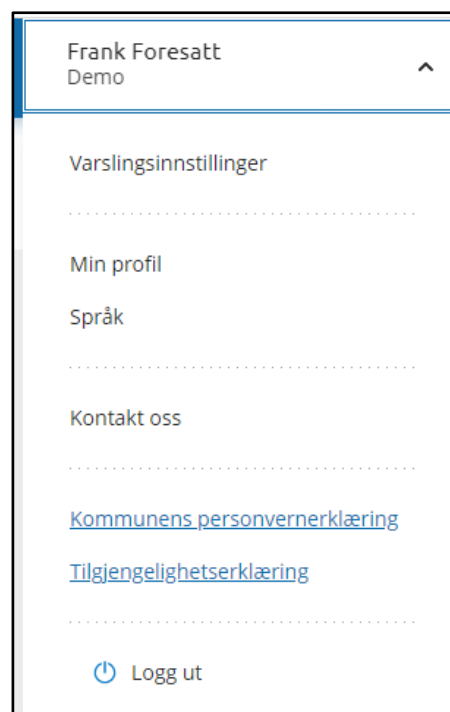 Frank Foresatt
Demo
Varslingsinnstillinger
Min profil
Språk
Kontakt oss
Kommunens personvernerklæring
Tilgjengelighetserklæring
Logg ut